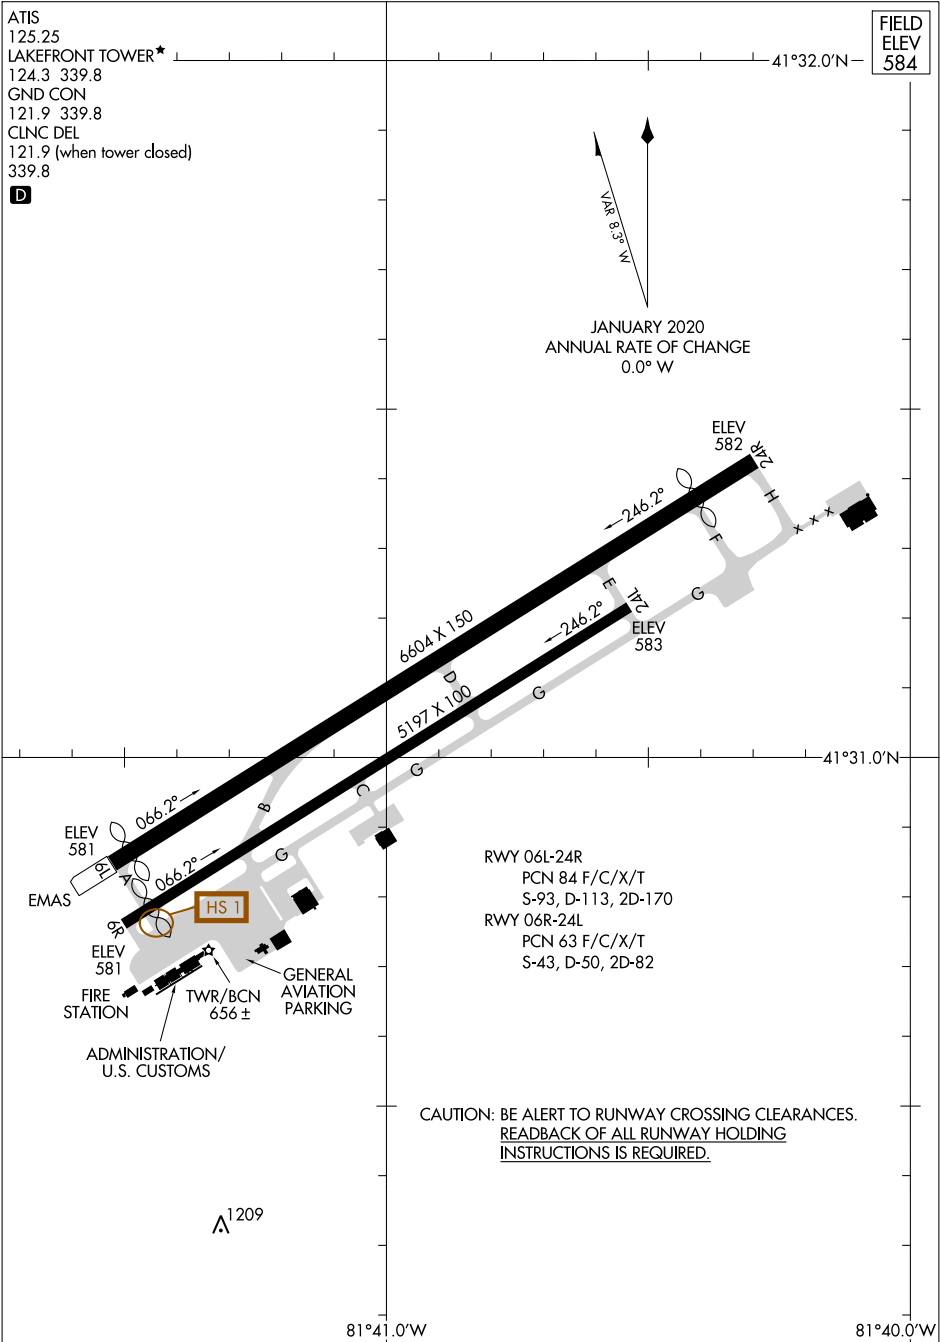 ATIS
125.25
LAKEFRONT TOWER★
124.3 339.8
GND CON
121.9 339.8
CLNC DEL
121.9 (when tower closed)
339.8
D
FIELD
ELEV
584
41°32.0'N
VAR 8.3° W
JANUARY 2020
ANNUAL RATE OF CHANGE
0.0° W
ELEV
582
24R
H
246.2°
F
E
24L
G
246.2°
ELEV
583
6604 X 150
D
G
5197 X 100
41°31.0'N
G
C
B
066.2°
ELEV
581
6L
A
066.2°
G
EMAS
HS 1
6R
ELEV
581
RWY 06L-24R
PCN 84 F/C/X/T
S-93, D-113, 2D-170
RWY 06R-24L
PCN 63 F/C/X/T
S-43, D-50, 2D-82
FIRE
STATION
TWR/BCN
656 ±
GENERAL
AVIATION
PARKING
ADMINISTRATION/
U.S. CUSTOMS
CAUTION: BE ALERT TO RUNWAY CROSSING CLEARANCES.
READBACK OF ALL RUNWAY HOLDING
INSTRUCTIONS IS REQUIRED.
1209
81°41.0'W
81°40.0'W
x x x